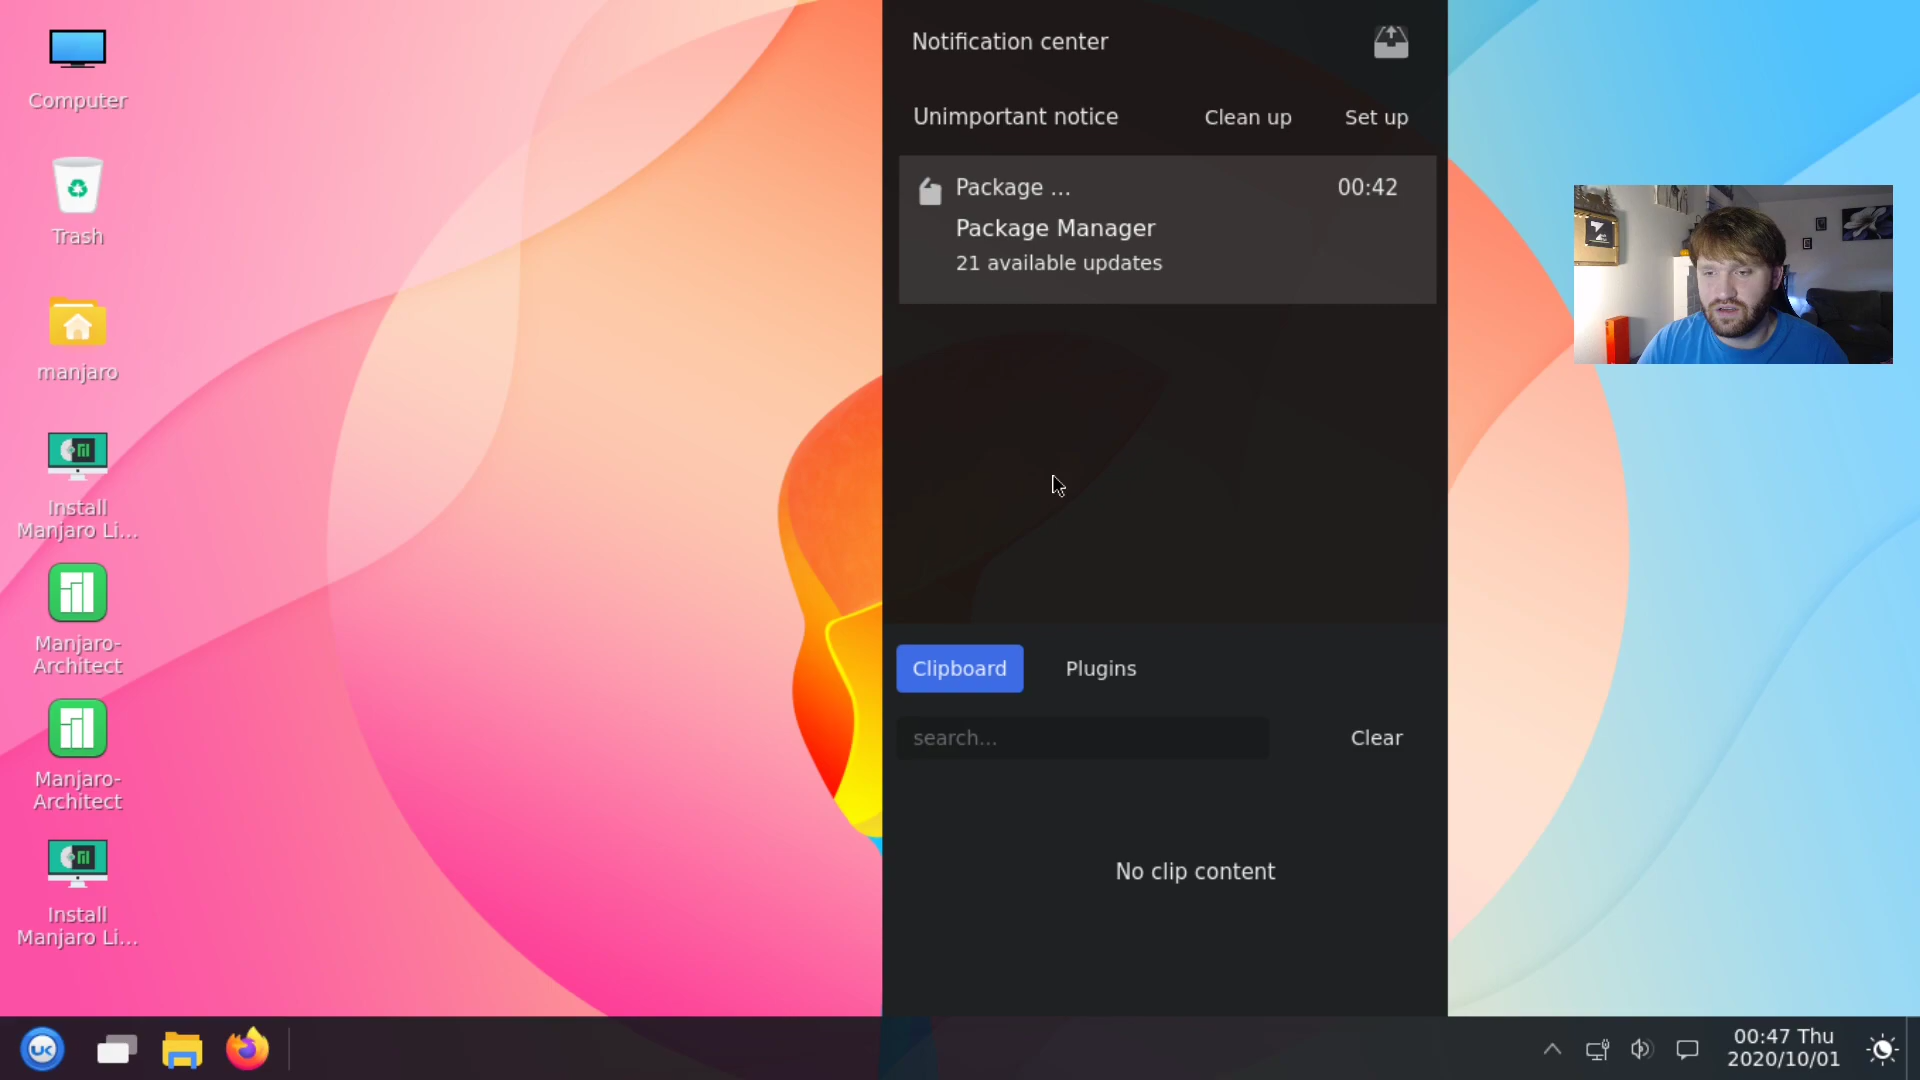 Computer
Trash
manjaro
Install
Manjaro Li...
Manjaro-
Architect
Manjaro-
Architect
Install
Manjaro Li...
Notification center
Unimportant notice
Clean up
Set up
Package ...
00:42
Package Manager
21 available updates
Clipboard
Plugins
search...
Clear
No clip content
UK
00:47 Thu
2020/10/01